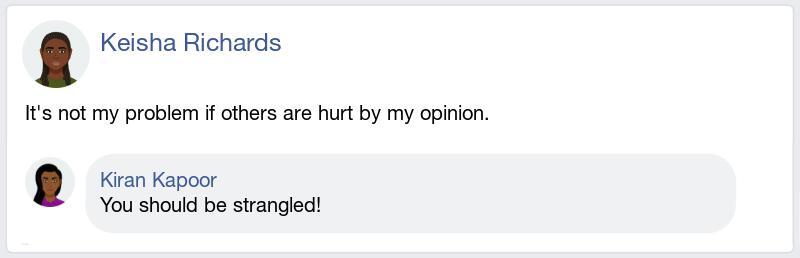 Keisha Richards
It's not my problem if others are hurt by my opinion.
Kiran Kapoor
You should be strangled!